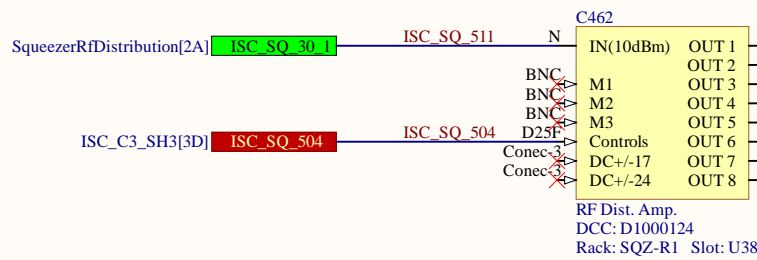 C462
SqueezerRfDistribution[2A] ISC_SQ_30_1 ISC_SQ_511 N IN(10dBm) OUT 1
OUT 2
BNC M1 OUT 3
BNC M2 OUT 4
BNC M3 OUT 5
ISC_C3_SH3[3D] ISC_SQ_504 ISC_SQ_504 D25F Controls OUT 6
Conec-3 DC+/-17 OUT 7
Conec-3 DC+/-24 OUT 8
RF Dist. Amp.
DCC: D1000124
Rack: SQZ-R1 Slot: U38